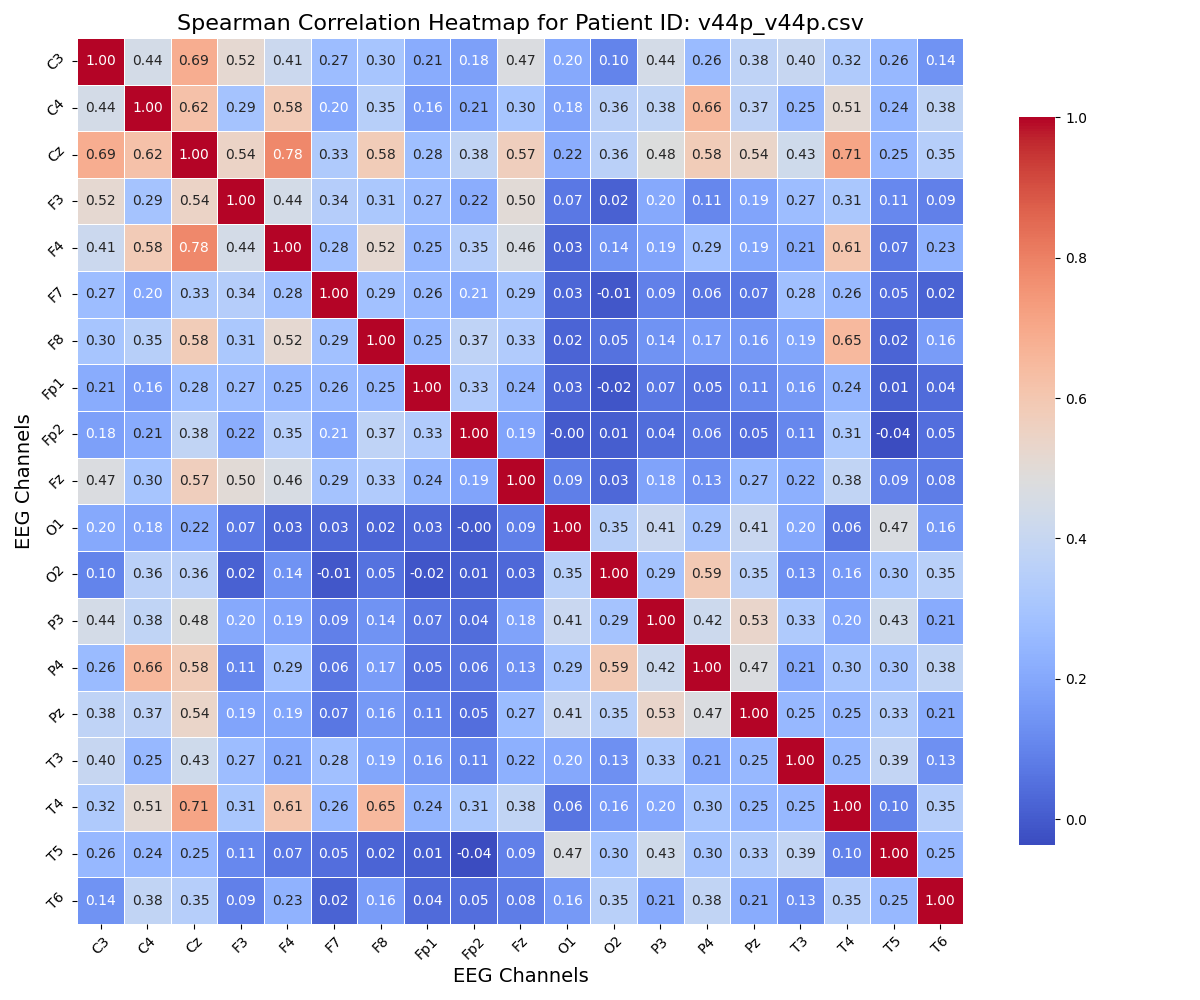 Spearman Correlation Heatmap for Patient ID: v44p_v44p.csv
C3 1.00 0.44 0.69 0.52 0.41 0.27 0.30 0.21 0.18 0.47 0.20 0.10 0.44 0.26 0.38 0.40 0.32 0.26 0.14
C4 0.44 1.00 0.62 0.29 0.58 0.20 0.35 0.16 0.21 0.30 0.18 0.36 0.38 0.66 0.37 0.25 0.51 0.24 0.38
Cz 0.69 0.62 1.00 0.54 0.78 0.33 0.58 0.28 0.38 0.57 0.22 0.36 0.48 0.58 0.54 0.43 0.71 0.25 0.35
F3 0.52 0.29 0.54 1.00 0.44 0.34 0.31 0.27 0.22 0.50 0.07 0.02 0.20 0.11 0.19 0.27 0.31 0.11 0.09
F4 0.41 0.58 0.78 0.44 1.00 0.28 0.52 0.25 0.35 0.46 0.03 0.14 0.19 0.29 0.19 0.21 0.61 0.07 0.23
F7 0.27 0.20 0.33 0.34 0.28 1.00 0.29 0.26 0.21 0.29 0.03 -0.01 0.09 0.06 0.07 0.28 0.26 0.05 0.02
F8 0.30 0.35 0.58 0.31 0.52 0.29 1.00 0.25 0.37 0.33 0.02 0.05 0.14 0.17 0.16 0.19 0.65 0.02 0.16
Fp1 0.21 0.16 0.28 0.27 0.25 0.26 0.25 1.00 0.33 0.24 0.03 -0.02 0.07 0.05 0.11 0.16 0.24 0.01 0.04
Fp2 0.18 0.21 0.38 0.22 0.35 0.21 0.37 0.33 1.00 0.19 -0.00 0.01 0.04 0.06 0.05 0.11 0.31 -0.04 0.05
Fz 0.47 0.30 0.57 0.50 0.46 0.29 0.33 0.24 0.19 1.00 0.09 0.03 0.18 0.13 0.27 0.22 0.38 0.09 0.08
O1 0.20 0.18 0.22 0.07 0.03 0.03 0.02 0.03 -0.00 0.09 1.00 0.35 0.41 0.29 0.41 0.20 0.06 0.47 0.16
O2 0.10 0.36 0.36 0.02 0.14 -0.01 0.05 -0.02 0.01 0.03 0.35 1.00 0.29 0.59 0.35 0.13 0.16 0.30 0.35
P3 0.44 0.38 0.48 0.20 0.19 0.09 0.14 0.07 0.04 0.18 0.41 0.29 1.00 0.42 0.53 0.33 0.20 0.43 0.21
P4 0.26 0.66 0.58 0.11 0.29 0.06 0.17 0.05 0.06 0.13 0.29 0.59 0.42 1.00 0.47 0.21 0.30 0.30 0.38
Pz 0.38 0.37 0.54 0.19 0.19 0.07 0.16 0.11 0.05 0.27 0.41 0.35 0.53 0.47 1.00 0.25 0.25 0.33 0.21
T3 0.40 0.25 0.43 0.27 0.21 0.28 0.19 0.16 0.11 0.22 0.20 0.13 0.33 0.21 0.25 1.00 0.25 0.39 0.13
T4 0.32 0.51 0.71 0.31 0.61 0.26 0.65 0.24 0.31 0.38 0.06 0.16 0.20 0.30 0.25 0.25 1.00 0.10 0.35
T5 0.26 0.24 0.25 0.11 0.07 0.05 0.02 0.01 -0.04 0.09 0.47 0.30 0.43 0.30 0.33 0.39 0.10 1.00 0.25
T6 0.14 0.38 0.35 0.09 0.23 0.02 0.16 0.04 0.05 0.08 0.16 0.35 0.21 0.38 0.21 0.13 0.35 0.25 1.00
C3 C4 Cz F3 F4 F7 F8 Fp1 Fp2 Fz O1 O2 P3 P4 Pz T3 T4 T5 T6
EEG Channels
EEG Channels
1.0
0.8
0.6
0.4
0.2
0.0